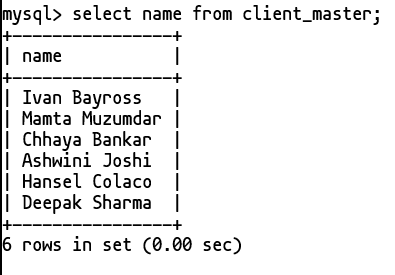 mysql> select name from client_master;
+----------------+
| name           |
+----------------+
| Ivan Bayross   |
| Mamta Muzumdar |
| Chhaya Bankar  |
| Ashwini Joshi  |
| Hansel Colaco  |
| Deepak Sharma  |
+----------------+
6 rows in set (0.00 sec)